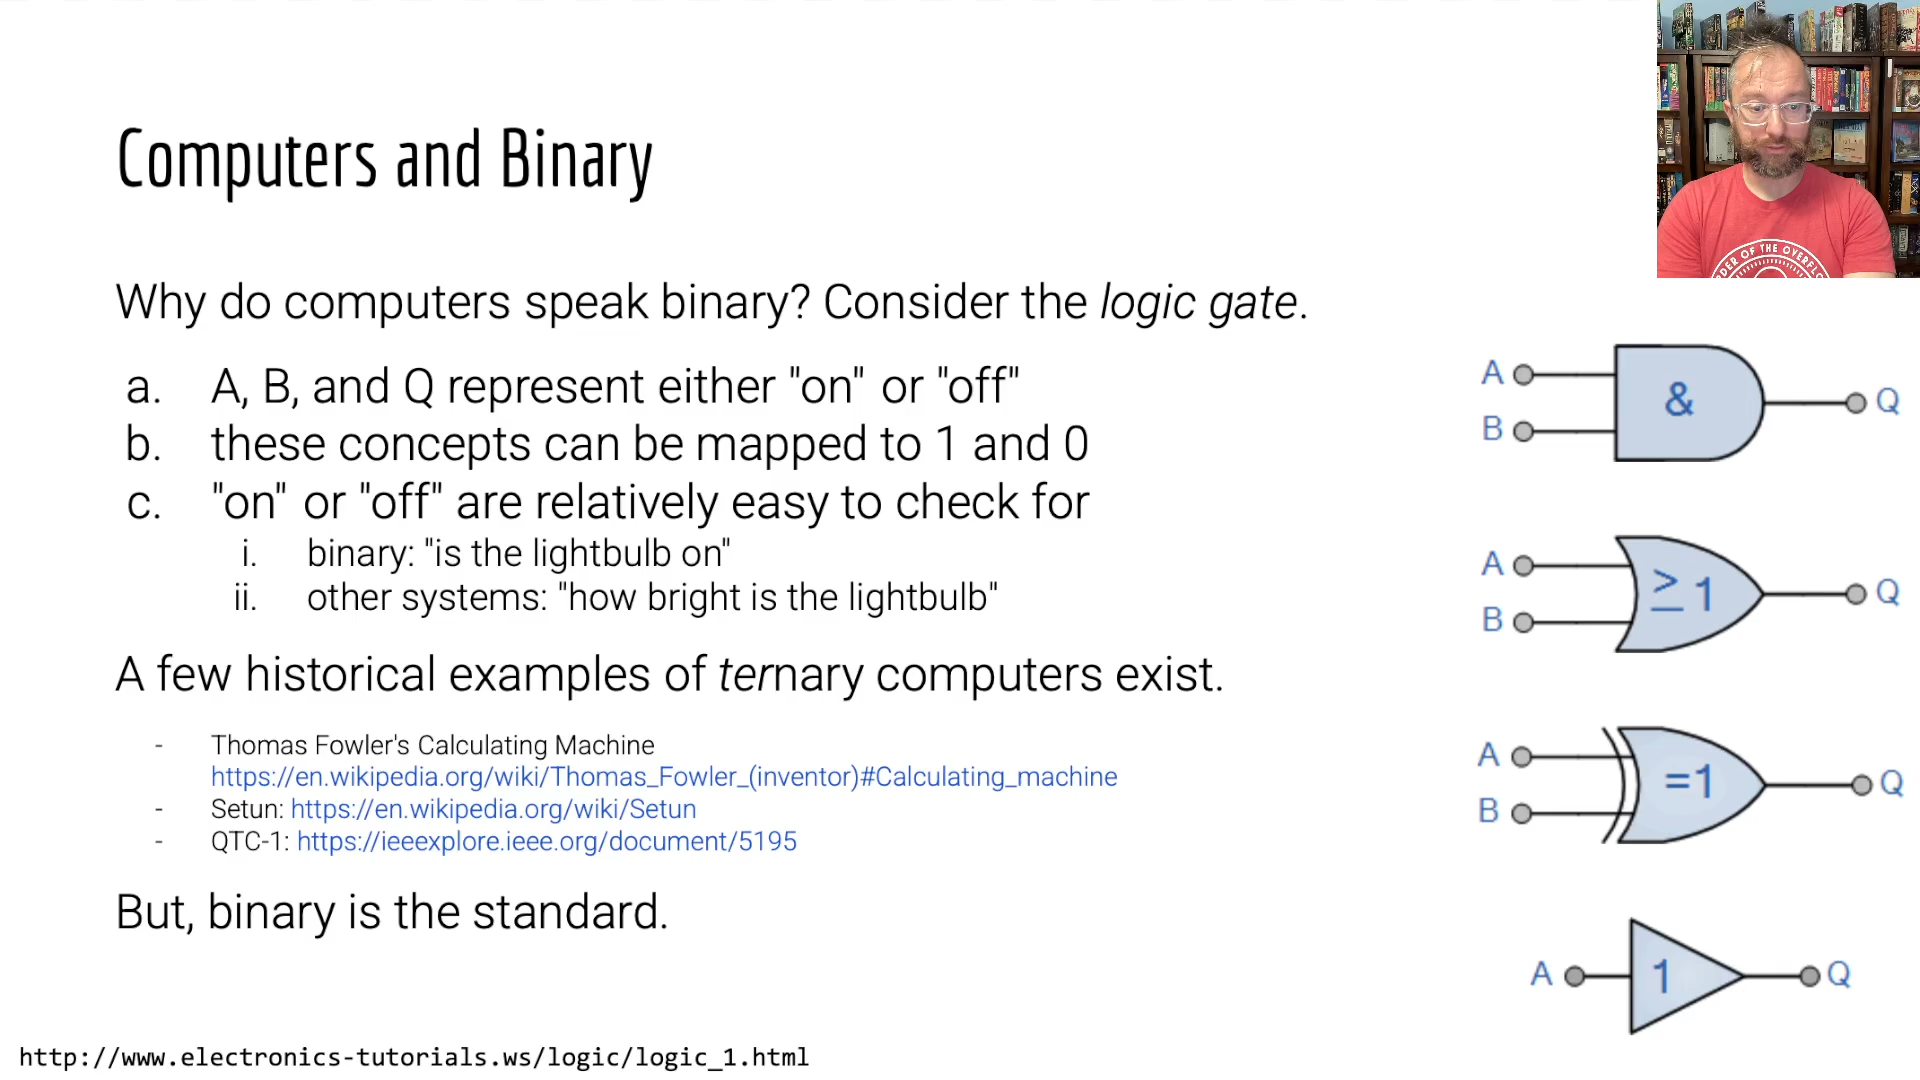 Computers and Binary
Why do computers speak binary? Consider the logic gate.
a. A, B, and Q represent either "on" or "off"
b. these concepts can be mapped to 1 and 0
c. "on" or "off" are relatively easy to check for
i. binary: "is the lightbulb on"
ii. other systems: "how bright is the lightbulb"
A few historical examples of ternary computers exist.
- Thomas Fowler's Calculating Machine
https://en.wikipedia.org/wiki/Thomas_Fowler_(inventor)#Calculating_machine
- Setun: https://en.wikipedia.org/wiki/Setun
- QTC-1: https://ieeexplore.ieee.org/document/5195
But, binary is the standard.
http://www.electronics-tutorials.ws/logic/logic_1.html
A
B
&
Q
A
B
≥1
Q
A
B
=1
Q
A
1
Q
OF THE